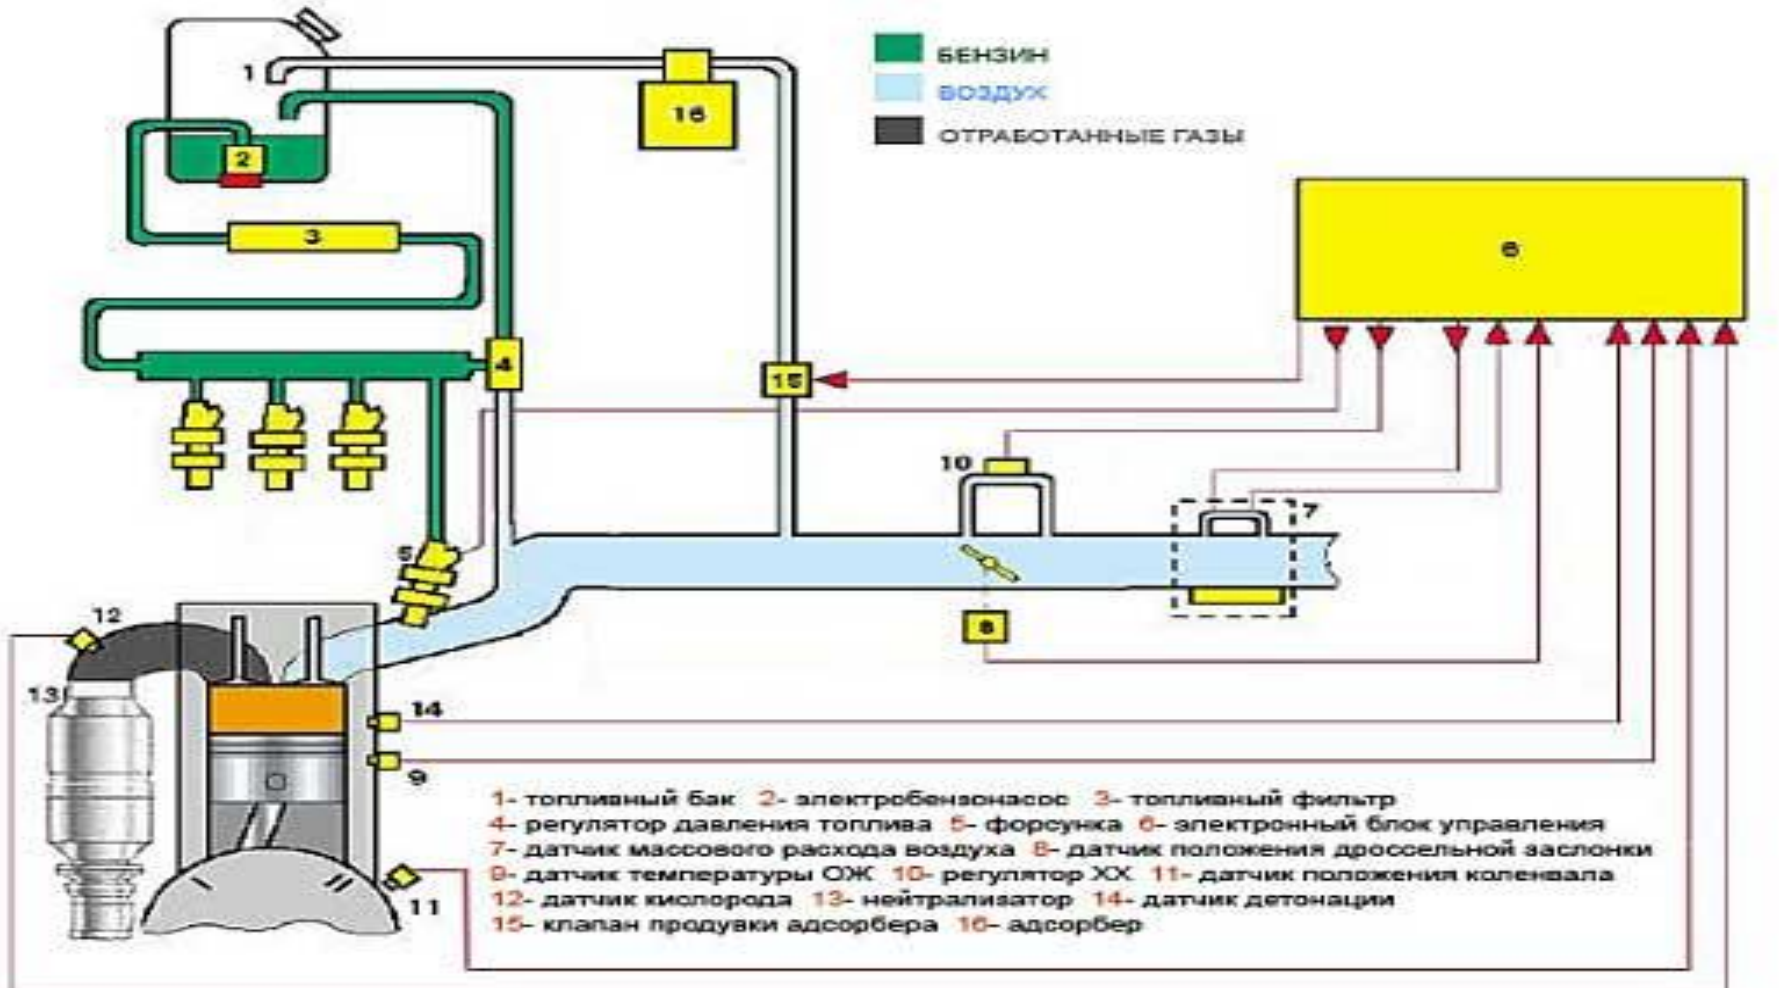 1
16
БЕНЗИН
ВОЗДУХ
ОТРАБОТАННЫЕ ГАЗЫ
2
3
6
4
15
10
7
5
8
12
13
14
9
11
1- топливный бак 2- электробензонасос 3- топливный фильтр
4- регулятор давления топлива 5- форсунка 6- электронный блок управления
7- датчик массового расхода воздуха 8- датчик положения дроссельной заслонки
9- датчик температуры ОЖ 10- регулятор ХХ 11- датчик положения коленвала
12- датчик кислорода 13- нейтрализатор 14- датчик детонации
15- клапан продувки адсорбера 16- адсорбер